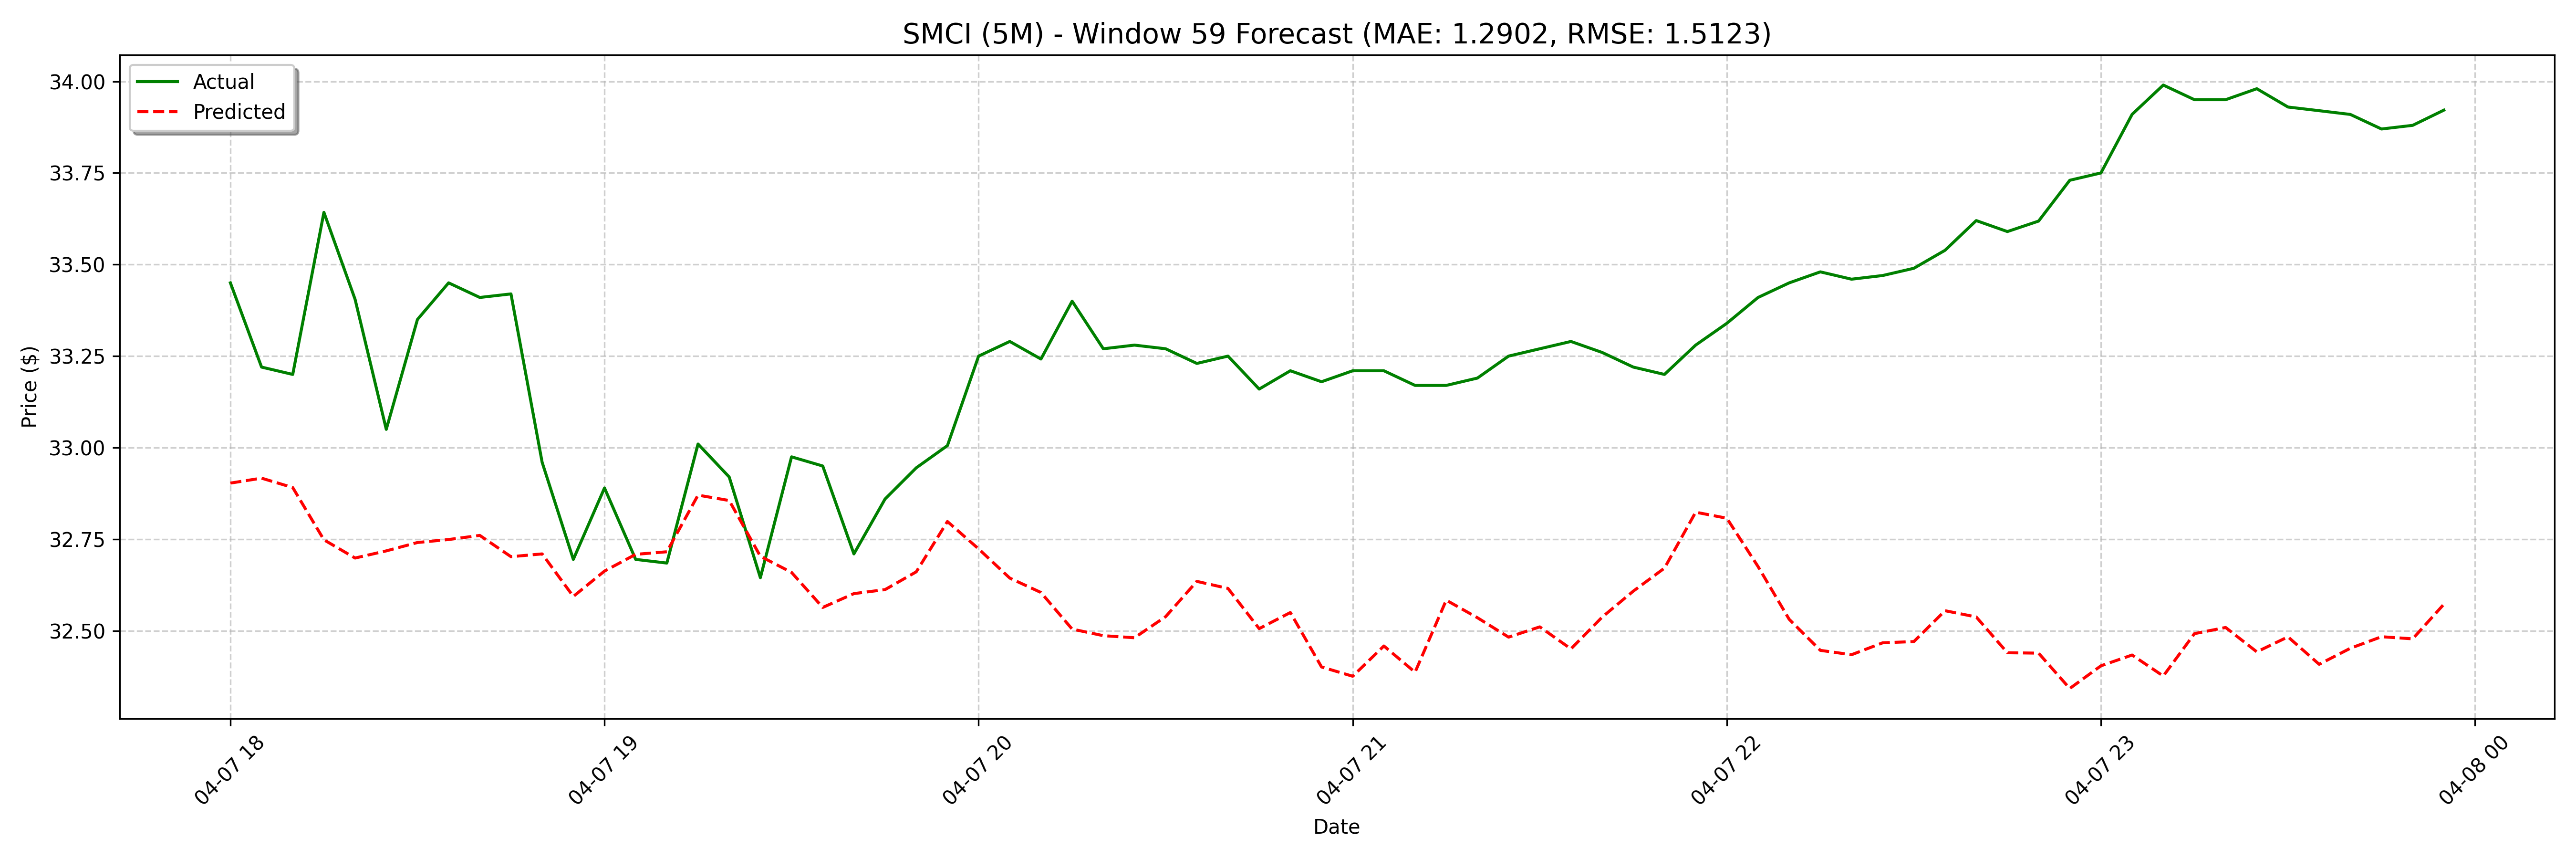 SMCI (5M) - Window 59 Forecast (MAE: 1.2902, RMSE: 1.5123)
Actual
Predicted
Price ($)
34.00
33.75
33.50
33.25
33.00
32.75
32.50
04-07 18
04-07 19
04-07 20
04-07 21
04-07 22
04-07 23
04-08 00
Date